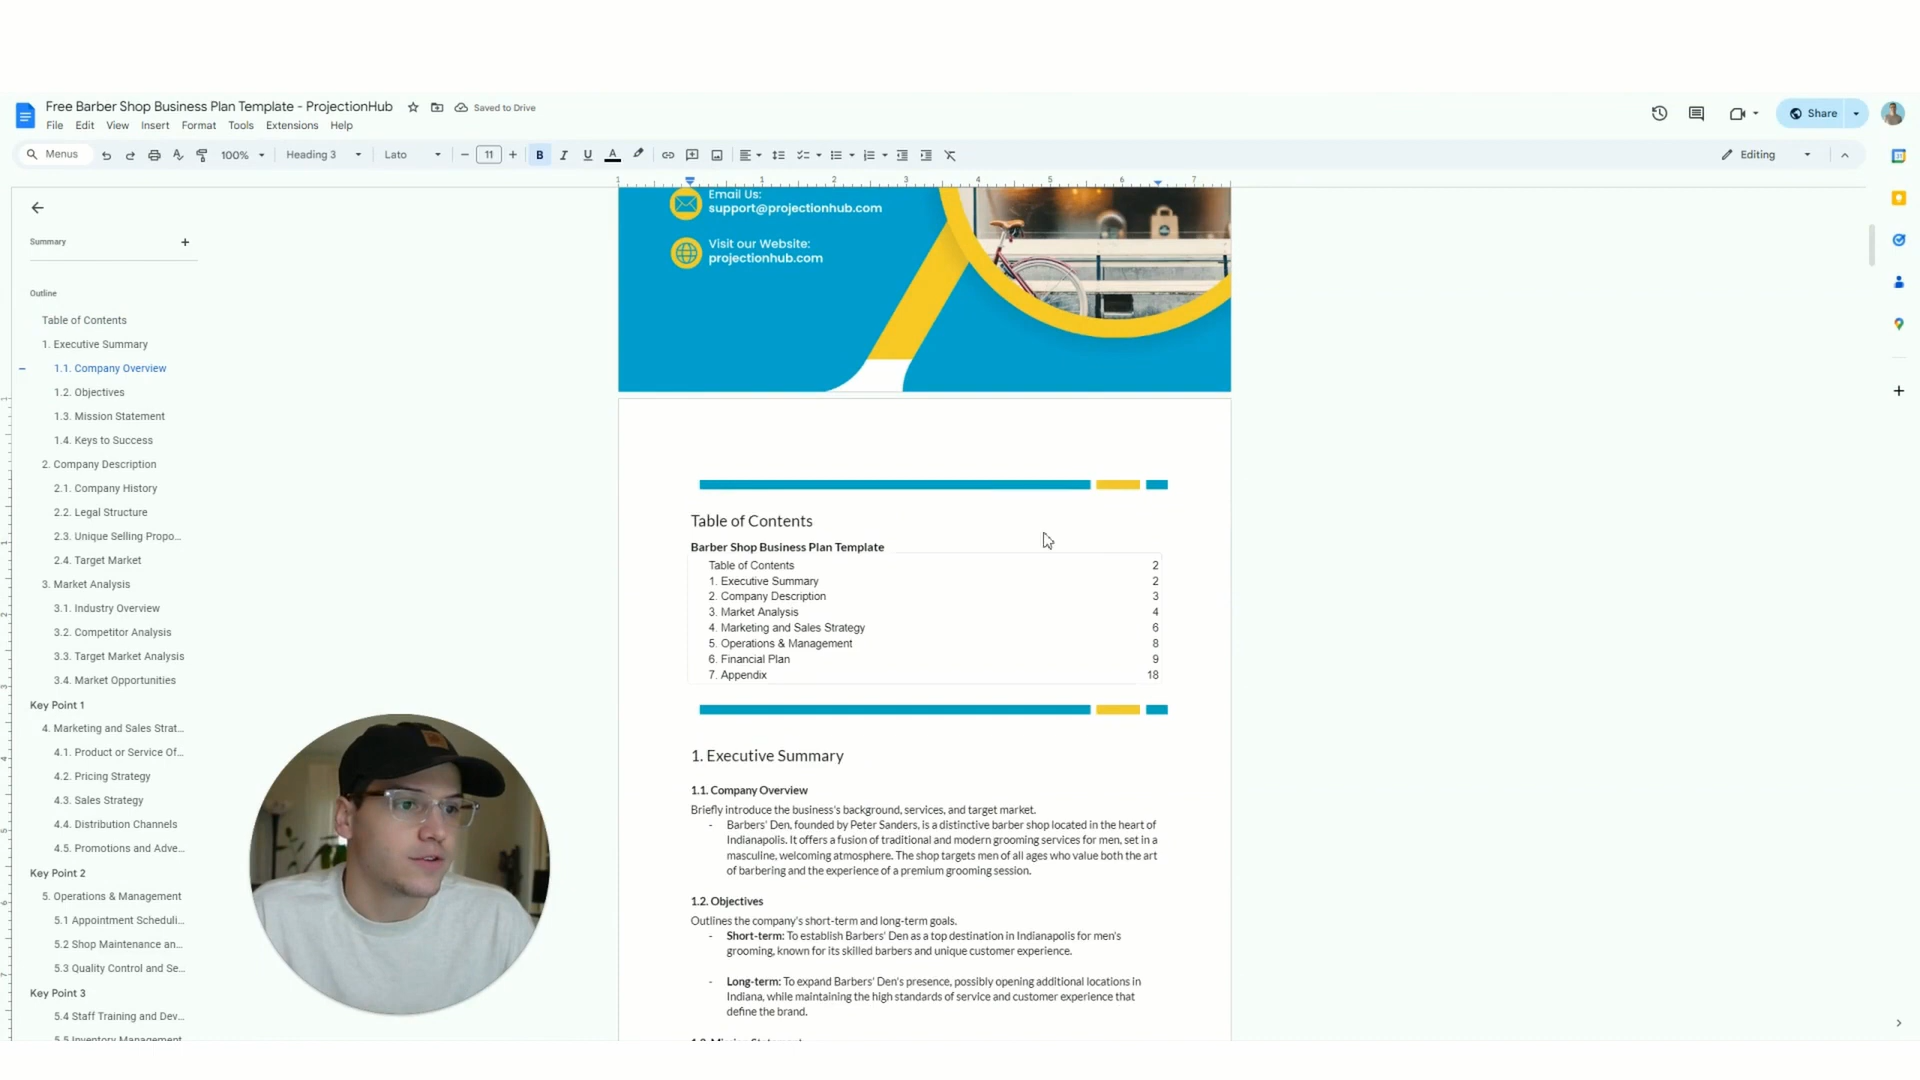 Free Barber Shop Business Plan Template - ProjectionHub
Saved to Drive
Share
File Edit View Insert Format Tools Extensions Help
Menus
100%
Heading 3
Lato
11
B I U A
Editing
1 1 2 3 4 5 6 7
Email Us:
support@projectionhub.com
Visit our Website:
projectionhub.com
Summary
Outline
Table of Contents
1. Executive Summary
1.1. Company Overview
1.2. Objectives
1.3. Mission Statement
1.4. Keys to Success
2. Company Description
2.1. Company History
2.2. Legal Structure
2.3. Unique Selling Propo...
2.4. Target Market
3. Market Analysis
3.1. Industry Overview
3.2. Competitor Analysis
3.3. Target Market Analysis
3.4. Market Opportunities
Key Point 1
4. Marketing and Sales Strat...
4.1. Product or Service Of...
4.2. Pricing Strategy
4.3. Sales Strategy
4.4. Distribution Channels
4.5. Promotions and Adve...
Key Point 2
5. Operations & Management
5.1 Appointment Scheduli...
5.2 Shop Maintenance an...
5.3 Quality Control and Se...
Key Point 3
5.4 Staff Training and Dev...
5.5 Inventory Management
Table of Contents
Barber Shop Business Plan Template
Table of Contents 2
1. Executive Summary 2
2. Company Description 3
3. Market Analysis 4
4. Marketing and Sales Strategy 6
5. Operations & Management 8
6. Financial Plan 9
7. Appendix 18
1. Executive Summary
1.1. Company Overview
Briefly introduce the business's background, services, and target market.
- Barbers' Den, founded by Peter Sanders, is a distinctive barber shop located in the heart of
Indianapolis. It offers a fusion of traditional and modern grooming services for men, set in a
masculine, welcoming atmosphere. The shop targets men of all ages who value both the art
of barbering and the experience of a premium grooming session.
1.2. Objectives
Outlines the company's short-term and long-term goals.
- Short-term: To establish Barbers' Den as a top destination in Indianapolis for men's
grooming, known for its skilled barbers and unique customer experience.
- Long-term: To expand Barbers' Den's presence, possibly opening additional locations in
Indiana, while maintaining the high standards of service and customer experience that
define the brand.